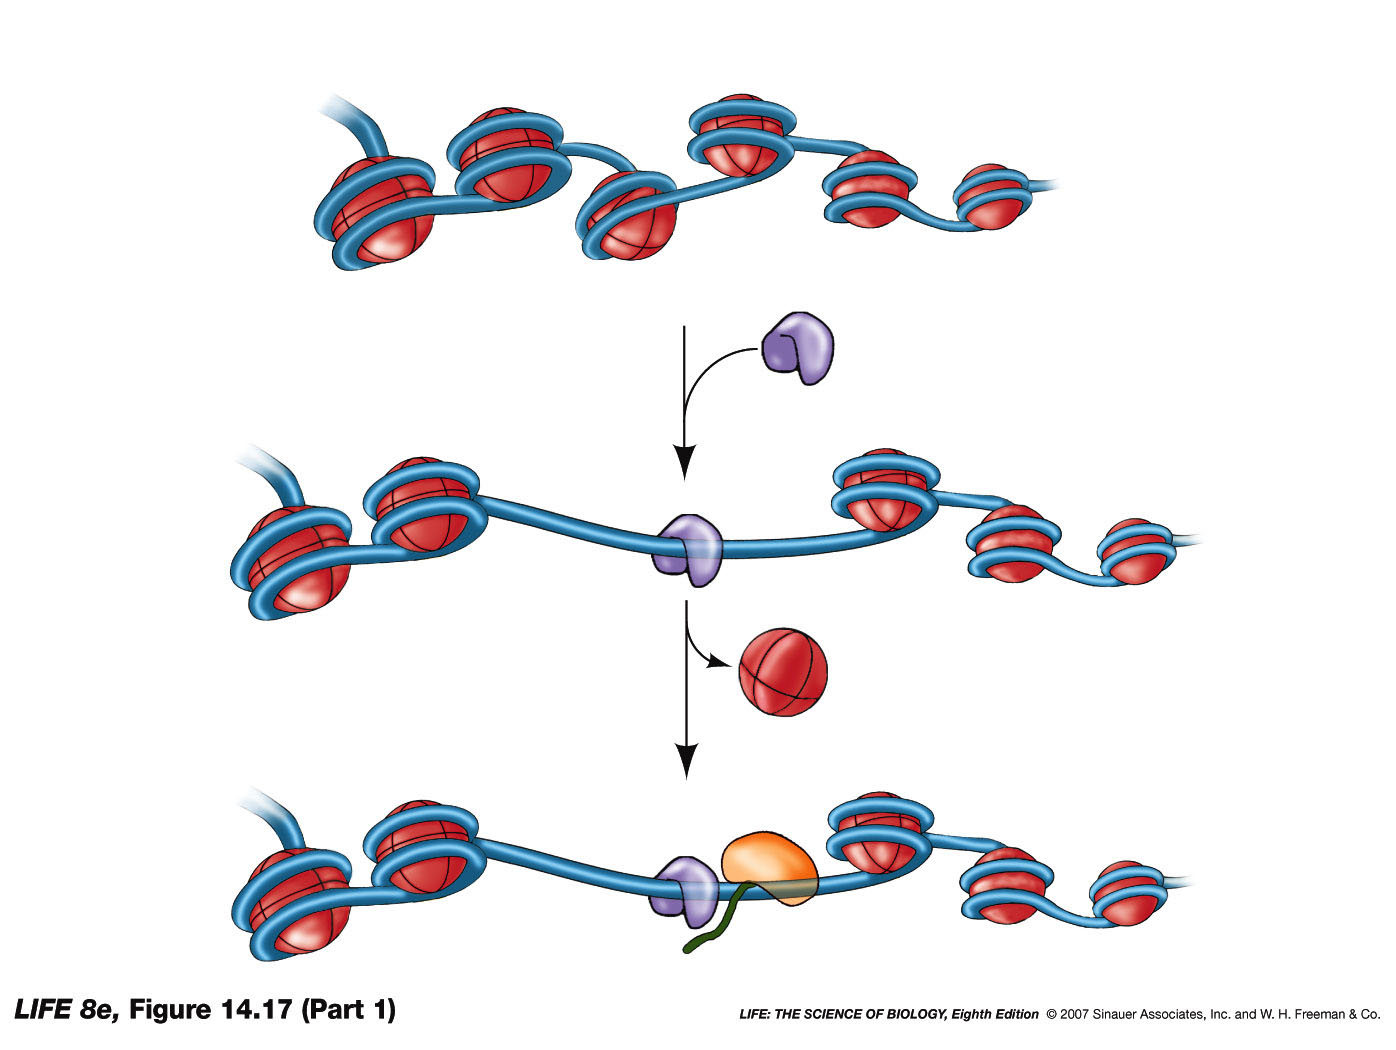 LIFE 8e, Figure 14.17 (Part 1)
LIFE: THE SCIENCE OF BIOLOGY, Eighth Edition © 2007 Sinauer Associates, Inc. and W. H. Freeman & Co.